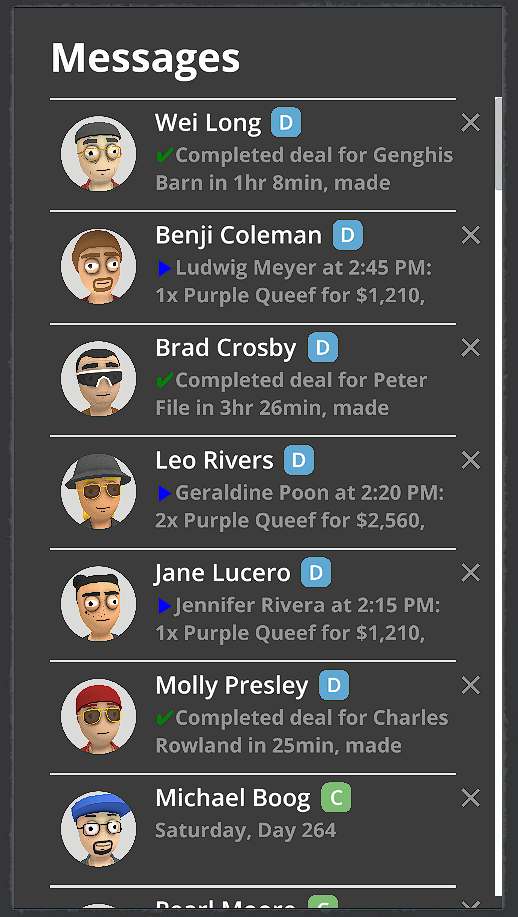 Messages
Wei Long D
✔Completed deal for Genghis
Barn in 1hr 8min, made
Benji Coleman D
▶Ludwig Meyer at 2:45 PM:
1x Purple Queef for $1,210,
Brad Crosby D
✔Completed deal for Peter
File in 3hr 26min, made
Leo Rivers D
▶Geraldine Poon at 2:20 PM:
2x Purple Queef for $2,560,
Jane Lucero D
▶Jennifer Rivera at 2:15 PM:
1x Purple Queef for $1,210,
Molly Presley D
✔Completed deal for Charles
Rowland in 25min, made
Michael Boog C
Saturday, Day 264
Pearl Moore C